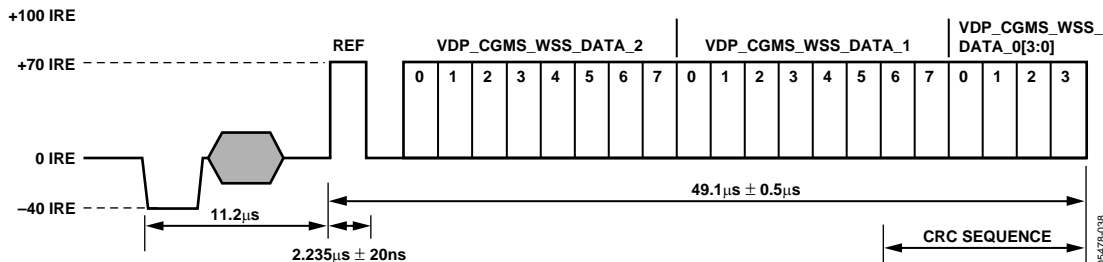 +100 IRE
REF
VDP_CGMS_WSS_DATA_2
VDP_CGMS_WSS_DATA_1
VDP_CGMS_WSS_
DATA_0[3:0]
+70 IRE
0 1 2 3 4 5 6 7 0 1 2 3 4 5 6 7 0 1 2 3
0 IRE
–40 IRE
49.1µs ± 0.5µs
11.2µs
CRC SEQUENCE
2.235µs ± 20ns
05478-038